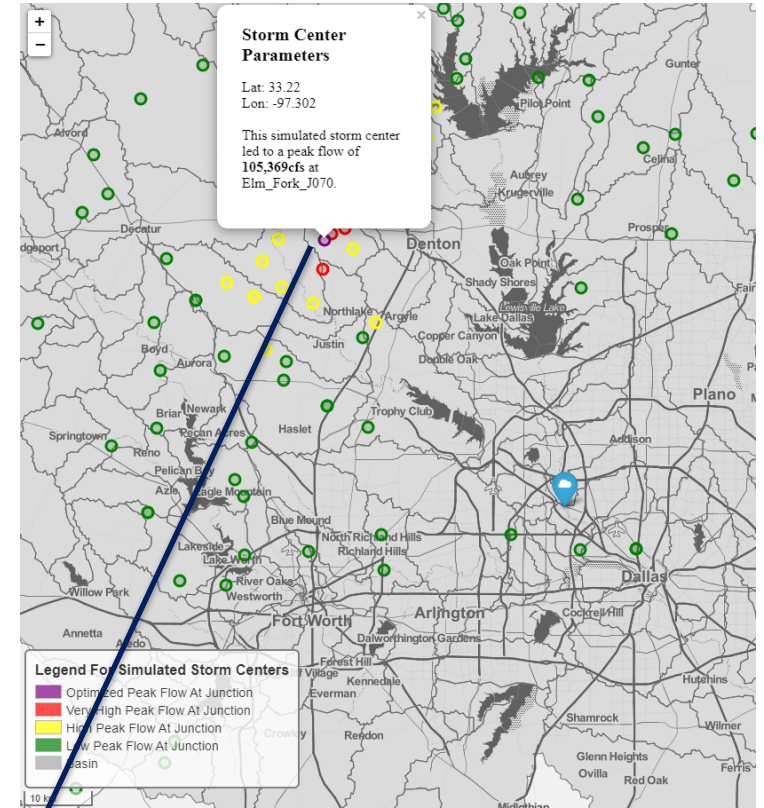 +
−
×
Storm Center
Parameters
Lat: 33.22
Lon: -97.302
This simulated storm center
led to a peak flow of
105,369cfs at
Elm_Fork_J070.
Gunter
Pilot Point
Alvord
Celina
Aubrey
Krugerville
Decatur
Prosper
Denton
Oak Point
Shady Shores
Lewisville Lake
Northlake
Argyle
Lake Dallas
Copper Canyon
Justin
Double Oak
Boyd
Aurora
Plano
Newark
Briar
Trophy Club
Pecan Acres
Haslet
Springtown
Addison
Reno
Pelican Bay
Azle
Eagle Mountain
Blue Mound
North Richland Hills
Lakeside
Richland Hills
Lake Worth
River Oaks
Dallas
Willow Park
Westworth
Fort Worth
Arlington
Cockrell Hill
Annetta
Dalworthington Gardens
Forest Hill
Village
Kennedale
Hutchins
Everman
Shamrock
Wilmer
Crowley
Rendon
Glenn Heights
Ovilla
Red Oak
Ferris
Legend For Simulated Storm Centers
Optimized Peak Flow At Junction
Very High Peak Flow At Junction
High Peak Flow At Junction
Low Peak Flow At Junction
Basin
10